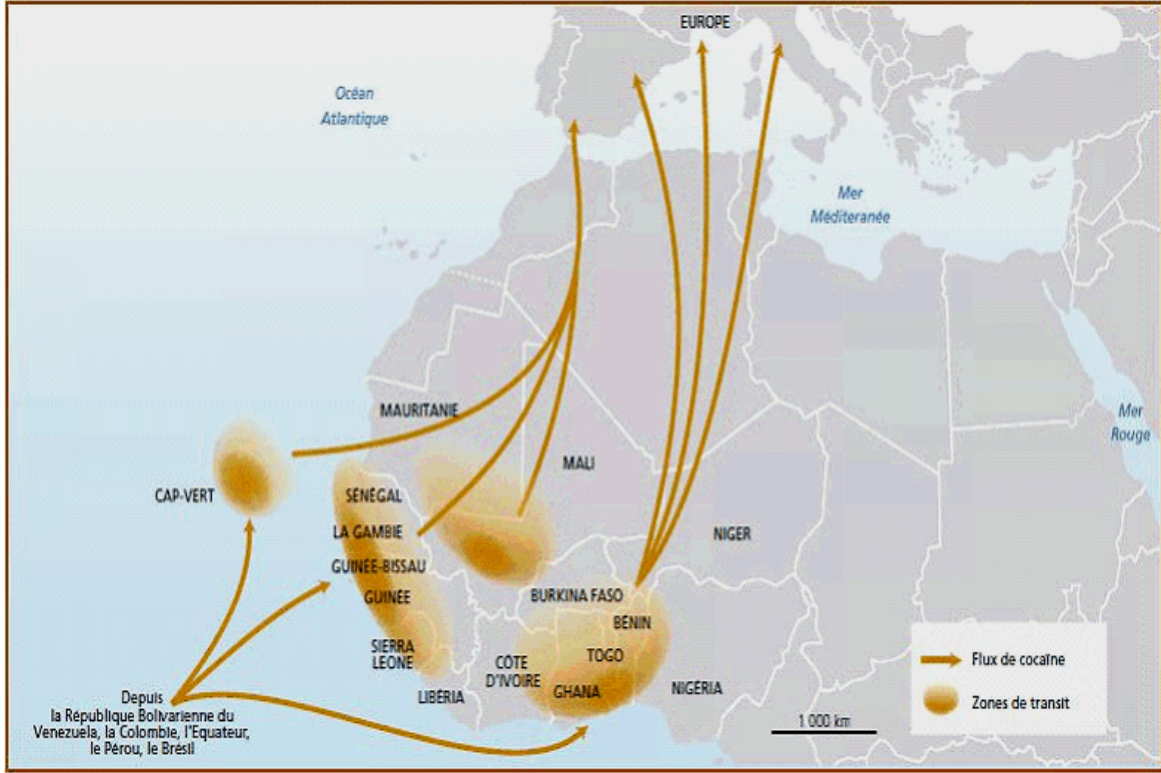 EUROPE
Océan
Atlantique
Mer
Méditeranée
Mer
Rouge
MAURITANIE
MALI
CAP-VERT
SÉNÉGAL
LA GAMBIE
NIGER
GUINÉE-BISSAU
GUINÉE
BURKINA FASO
BÉNIN
SIERRA
LEONE
TOGO
CÔTE
D'IVOIRE
GHANA
NIGÉRIA
LIBÉRIA
Depuis
la République Bolivarienne du
Venezuela, la Colombie, l'Equateur,
le Pérou, le Brésil
Flux de cocaïne
Zones de transit
1 000 km